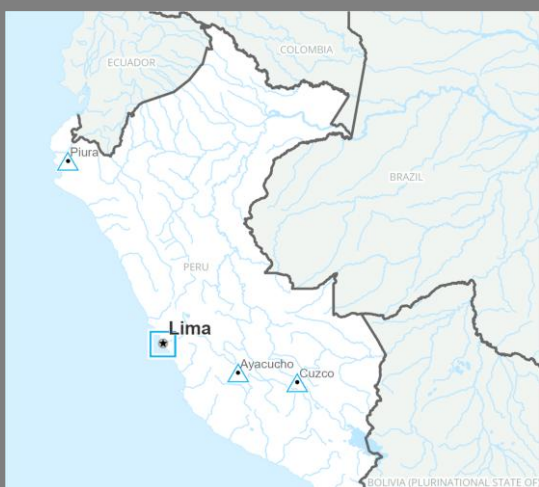 COLOMBIA
ECUADOR
Piura
BRAZIL
PERU
Lima
Ayacucho
Cuzco
BOLIVIA (PLURINATIONAL STATE OF